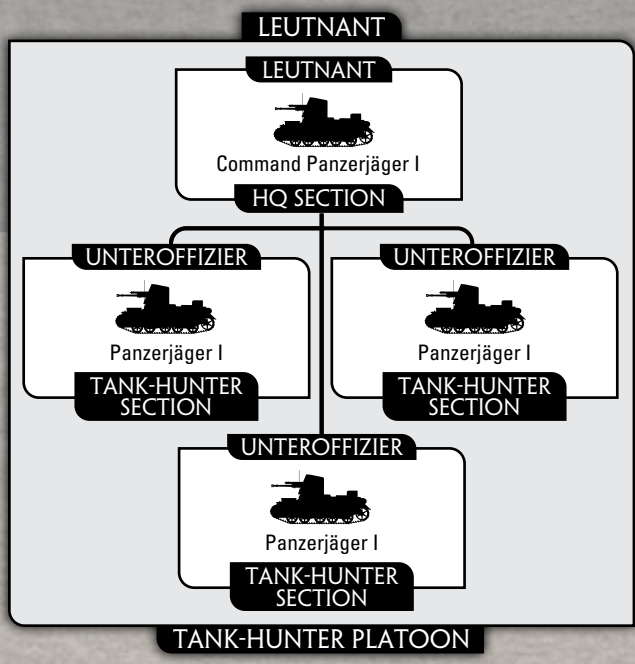 LEUTNANT
LEUTNANT
Command Panzerjäger I
HQ SECTION
UNTEROFFIZIER
Panzerjäger I
TANK-HUNTER
SECTION
UNTEROFFIZIER
Panzerjäger I
TANK-HUNTER
SECTION
UNTEROFFIZIER
Panzerjäger I
TANK-HUNTER
SECTION
TANK-HUNTER PLATOON